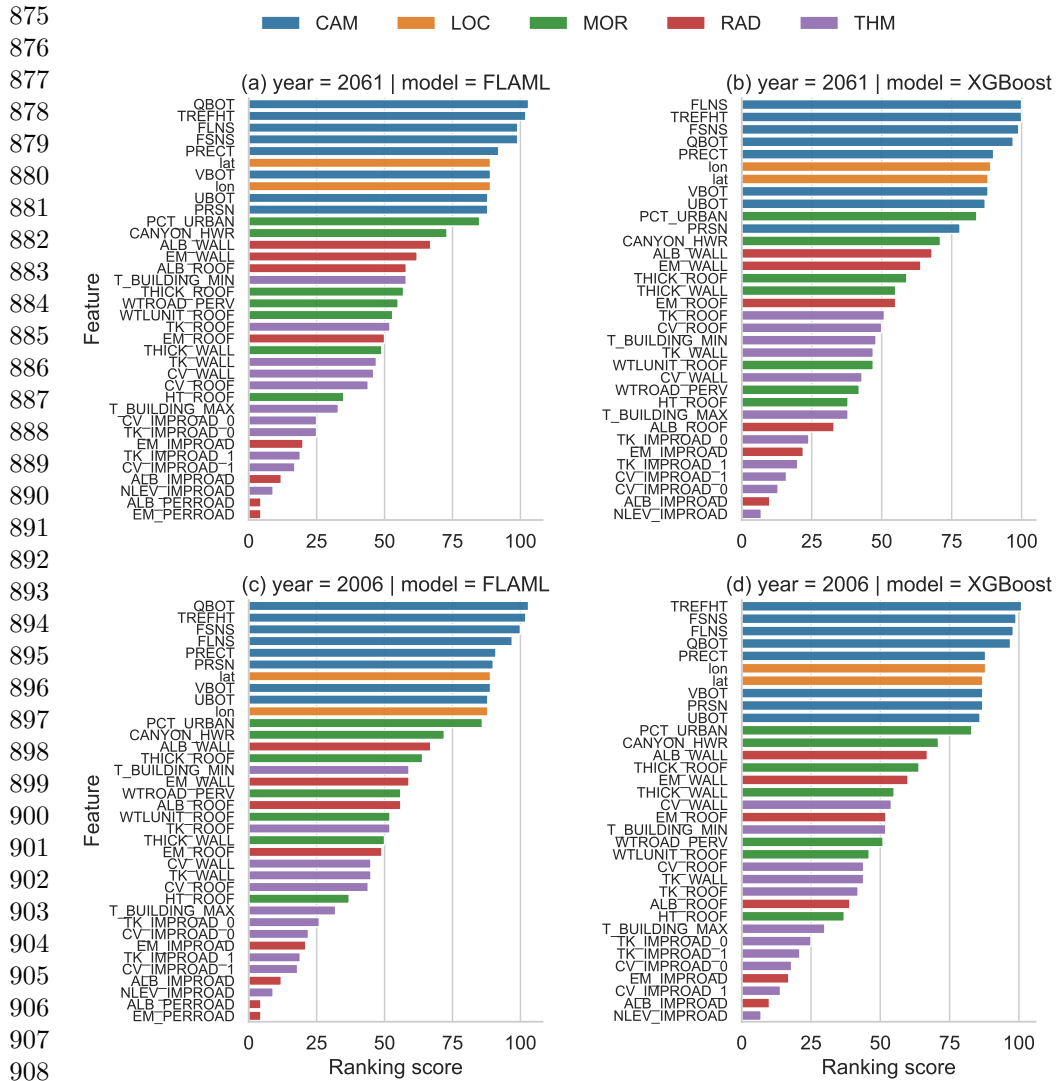 875
876
877
878
879
880
881
882
883
884
885
886
887
888
889
890
891
892
893
894
895
896
897
898
899
900
901
902
903
904
905
906
907
908
CAM LOC MOR RAD THM
(a) year = 2061 | model = FLAML
Feature
QBOT
TREFHT
FLNS
FSNS
PRECT
lat
VBOT
lon
UBOT
PRSN
PCT_URBAN
CANYON_HWR
ALB_WALL
EM_WALL
ALB_ROOF
T_BUILDING_MIN
THICK_ROOF
WTROAD_PERV
WTLUNIT_ROOF
TK_ROOF
EM_ROOF
THICK_WALL
TK_WALL
CV_WALL
CV_ROOF
HT_ROOF
T_BUILDING_MAX
CV_IMPROAD_0
TK_IMPROAD_0
EM_IMPROAD
TK_IMPROAD_1
CV_IMPROAD_1
ALB_IMPROAD
NLEV_IMPROAD
ALB_PERROAD
EM_PERROAD
0 25 50 75 100
(b) year = 2061 | model = XGBoost
FLNS
TREFHT
FSNS
QBOT
PRECT
lon
lat
VBOT
UBOT
PCT_URBAN
PRSN
CANYON_HWR
ALB_WALL
EM_WALL
THICK_ROOF
THICK_WALL
EM_ROOF
TK_ROOF
CV_ROOF
T_BUILDING_MIN
TK_WALL
WTLUNIT_ROOF
CV_WALL
WTROAD_PERV
HT_ROOF
T_BUILDING_MAX
ALB_ROOF
TK_IMPROAD_0
EM_IMPROAD
TK_IMPROAD_1
CV_IMPROAD_1
CV_IMPROAD_0
ALB_IMPROAD
NLEV_IMPROAD
0 25 50 75 100
(c) year = 2006 | model = FLAML
Feature
QBOT
TREFHT
FSNS
FLNS
PRECT
PRSN
lat
VBOT
UBOT
lon
PCT_URBAN
CANYON_HWR
ALB_WALL
THICK_ROOF
T_BUILDING_MIN
EM_WALL
WTROAD_PERV
ALB_ROOF
WTLUNIT_ROOF
TK_ROOF
THICK_WALL
EM_ROOF
CV_WALL
TK_WALL
CV_ROOF
HT_ROOF
T_BUILDING_MAX
TK_IMPROAD_0
CV_IMPROAD_0
EM_IMPROAD
TK_IMPROAD_1
CV_IMPROAD_1
ALB_IMPROAD
NLEV_IMPROAD
ALB_PERROAD
EM_PERROAD
0 25 50 75 100
Ranking score
(d) year = 2006 | model = XGBoost
TREFHT
FSNS
FLNS
QBOT
PRECT
lon
lat
VBOT
PRSN
UBOT
PCT_URBAN
CANYON_HWR
ALB_WALL
THICK_ROOF
EM_WALL
THICK_WALL
CV_WALL
EM_ROOF
T_BUILDING_MIN
WTROAD_PERV
WTLUNIT_ROOF
CV_ROOF
TK_WALL
TK_ROOF
ALB_ROOF
HT_ROOF
T_BUILDING_MAX
TK_IMPROAD_0
TK_IMPROAD_1
CV_IMPROAD_0
EM_IMPROAD
CV_IMPROAD_1
ALB_IMPROAD
NLEV_IMPROAD
0 25 50 75 100
Ranking score